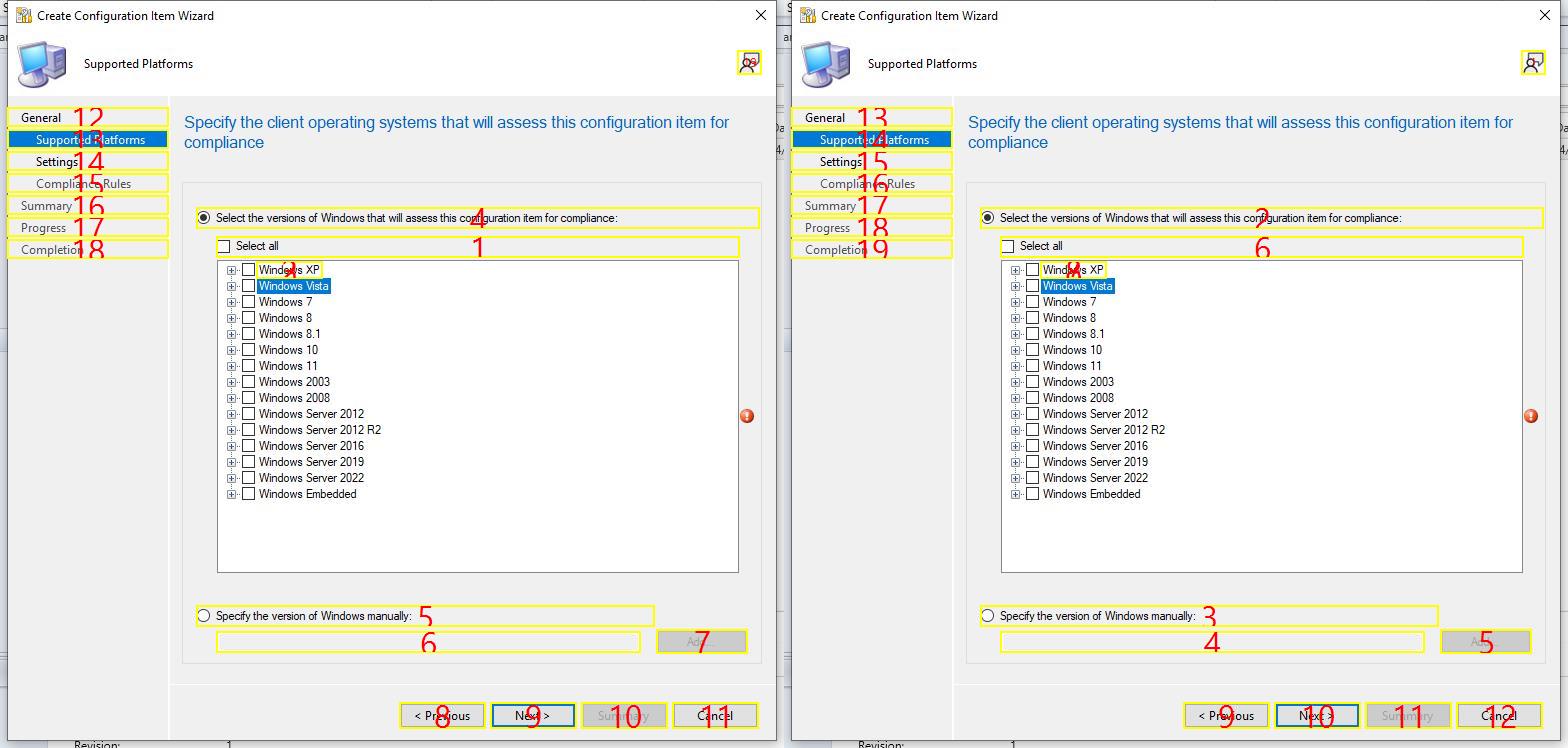 Create Configuration Item Wizard
Supported Platforms
General
12
Supported Platforms
13
Settings
14
Compliance Rules
15
Summary
16
Progress
17
Completion
18
Specify the client operating systems that will assess this configuration item for
compliance
Select the versions of Windows that will assess this configuration item for compliance:
4
Select all
1
Windows XP
Windows Vista
Windows 7
Windows 8
Windows 8.1
Windows 10
Windows 11
Windows 2003
Windows 2008
Windows Server 2012
Windows Server 2012 R2
Windows Server 2016
Windows Server 2019
Windows Server 2022
Windows Embedded
Specify the version of Windows manually:
5
6
Add...
7
< Previous
8
Next >
9
Summary
10
Cancel
11
Revision:
1
Create Configuration Item Wizard
Supported Platforms
General
13
Supported Platforms
14
Settings
15
Compliance Rules
16
Summary
17
Progress
18
Completion
19
Specify the client operating systems that will assess this configuration item for
compliance
Select the versions of Windows that will assess this configuration item for compliance:
2
Select all
6
Windows XP
Windows Vista
Windows 7
Windows 8
Windows 8.1
Windows 10
Windows 11
Windows 2003
Windows 2008
Windows Server 2012
Windows Server 2012 R2
Windows Server 2016
Windows Server 2019
Windows Server 2022
Windows Embedded
Specify the version of Windows manually:
3
4
Add...
5
< Previous
9
Next >
10
Summary
11
Cancel
12
Revision:
1